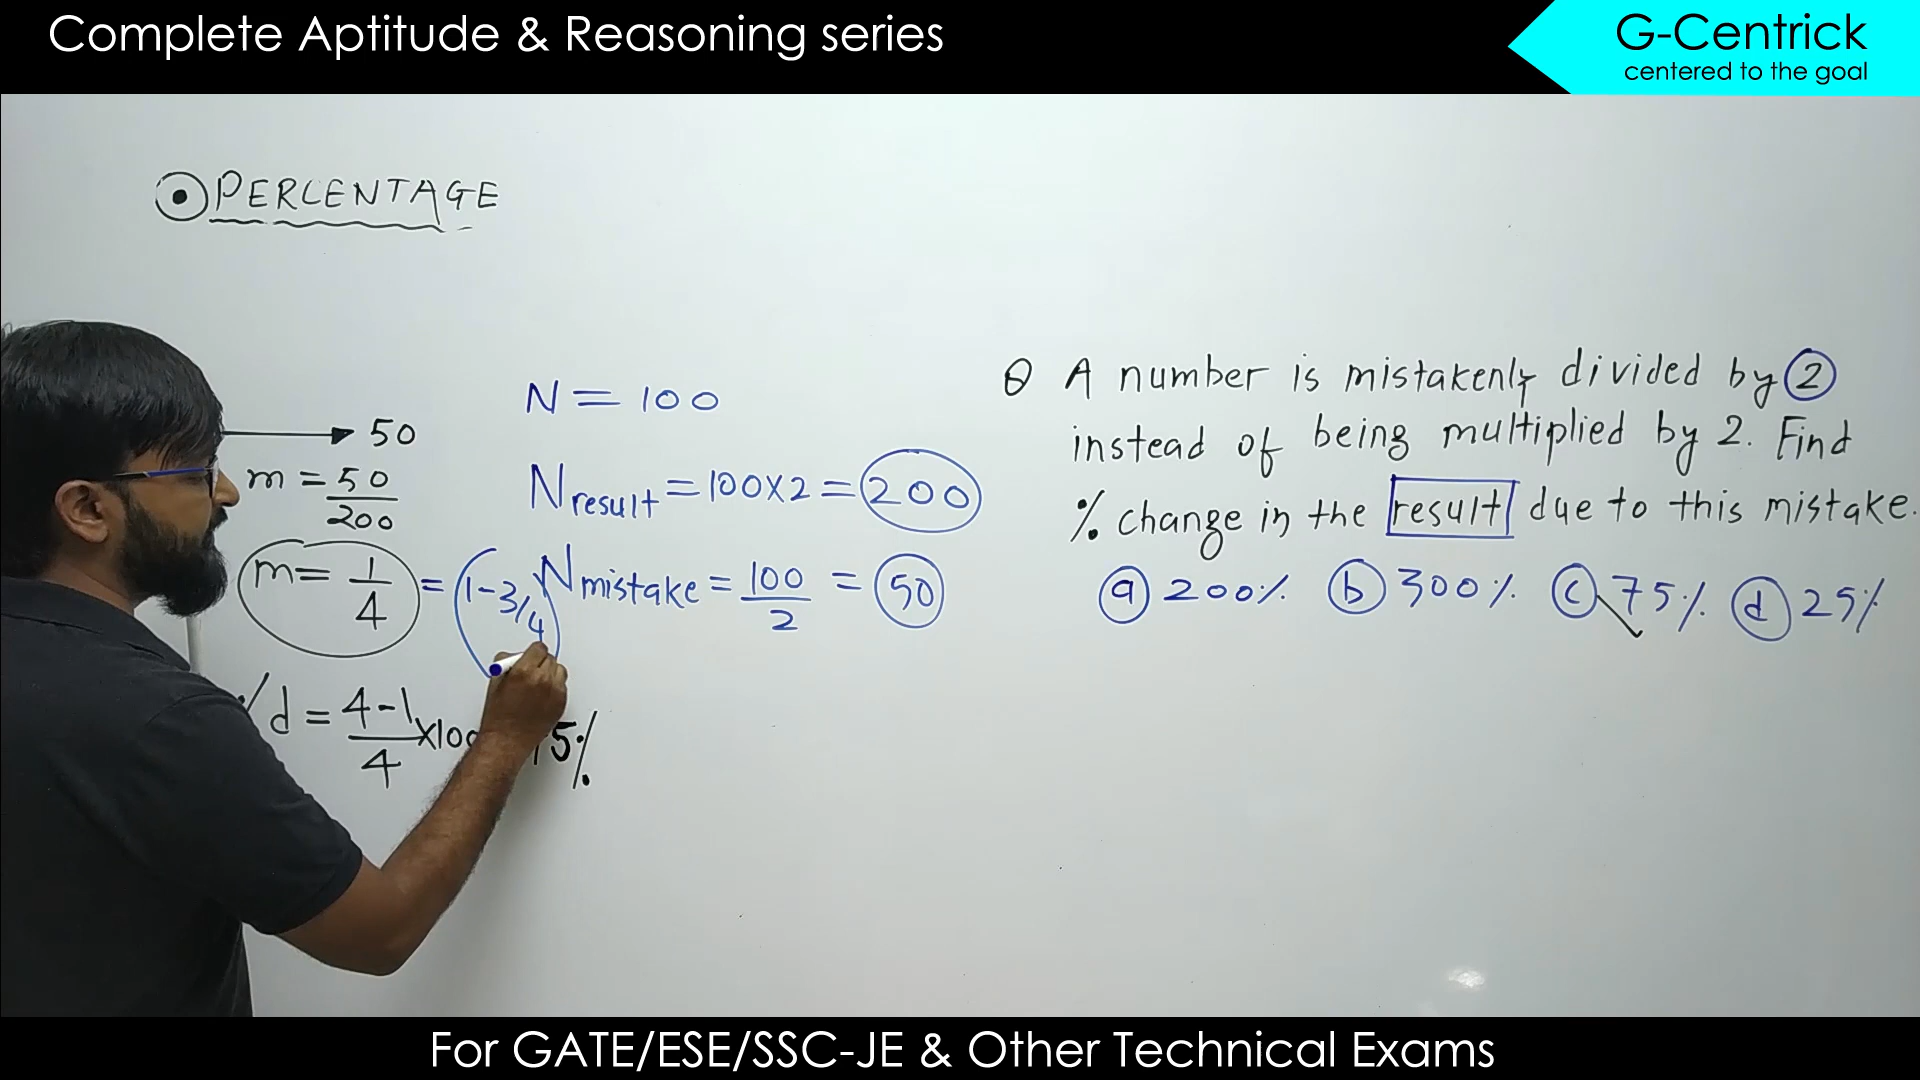 Complete Aptitude & Reasoning series
G-Centrick
centered to the goal
PERCENTAGE
→ 50
m = 50/200
m = 1/4 = 1-3/4
/d = 4-1/4 ×100 75%
N = 100
N result = 100×2 = 200
N mistake = 100/2 = 50
Q A number is mistakenly divided by 2
instead of being multiplied by 2. Find
% change in the result due to this mistake.
(a) 200% (b) 300% (c) 75% (d) 25%
For GATE/ESE/SSC-JE & Other Technical Exams